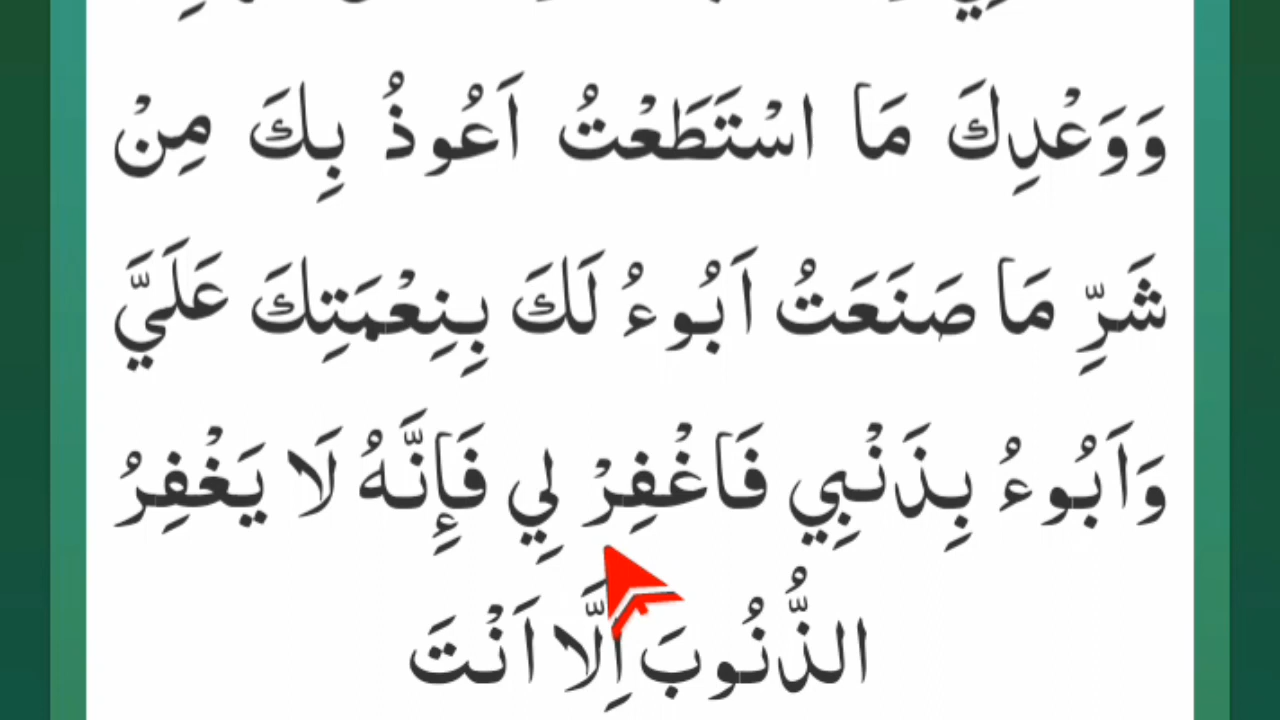 وَوَعْدِكَ مَا اسْتَطَعْتُ اَعُوذُ بِكَ مِنْ
شَرِّ مَا صَنَعَتُ اَبُوءُ لَكَ بِنِعْمَتِكَ عَلَيَّ
وَاَبُوءُ بِذَنْبِي فَاغْفِرْ لِي فَإِنَّهُ لَا يَغْفِرُ
الذُّنُوبَ اِلَّا اَنْتَ